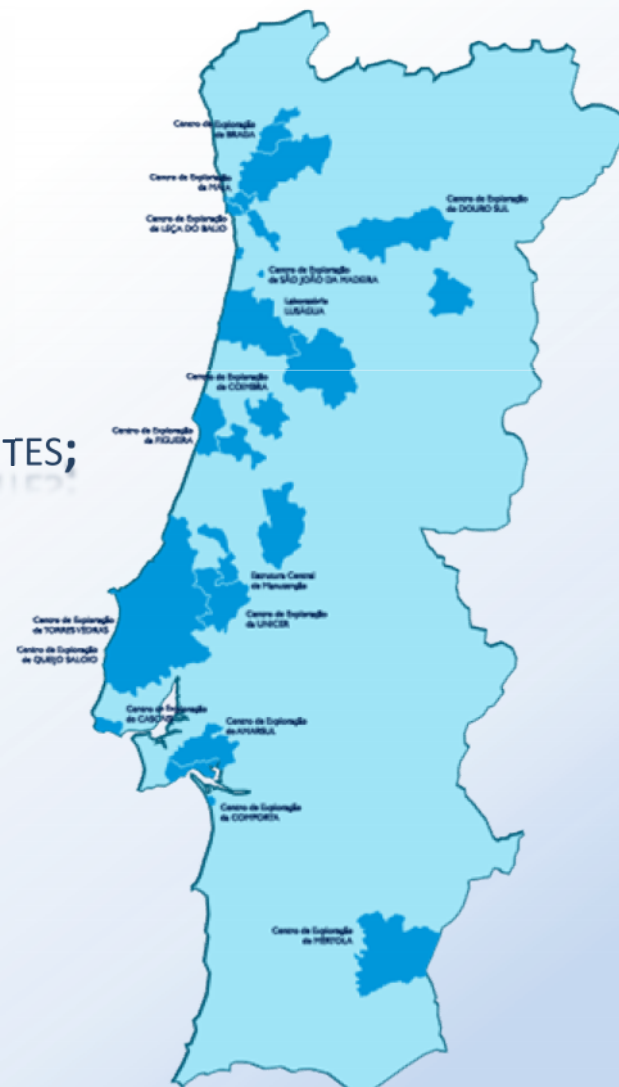 Centro de Exploração
de BRAGA
Centro de Exploração
da MAIA
Centro de Exploração
de LEÇA DO BALIO
Centro de Exploração
do DOURO SUL
Centro de Exploração
de SÃO JOÃO DA MADEIRA
Laboratório
LUSÁGUA
Centro de Exploração
de COIMBRA
Centro de Exploração
da FIGUEIRA
TES;
Estrutura Central
de Manutenção
Centro de Exploração
de TORRES VEDRAS
Centro de Exploração
da UNICER
Centro de Exploração
de QUEIJO SALOIO
Centro de Exploração
de CASCAIS
Centro de Exploração
da AMARSUL
Centro de Exploração
da COMPORTA
Centro de Exploração
de MÉRTOLA